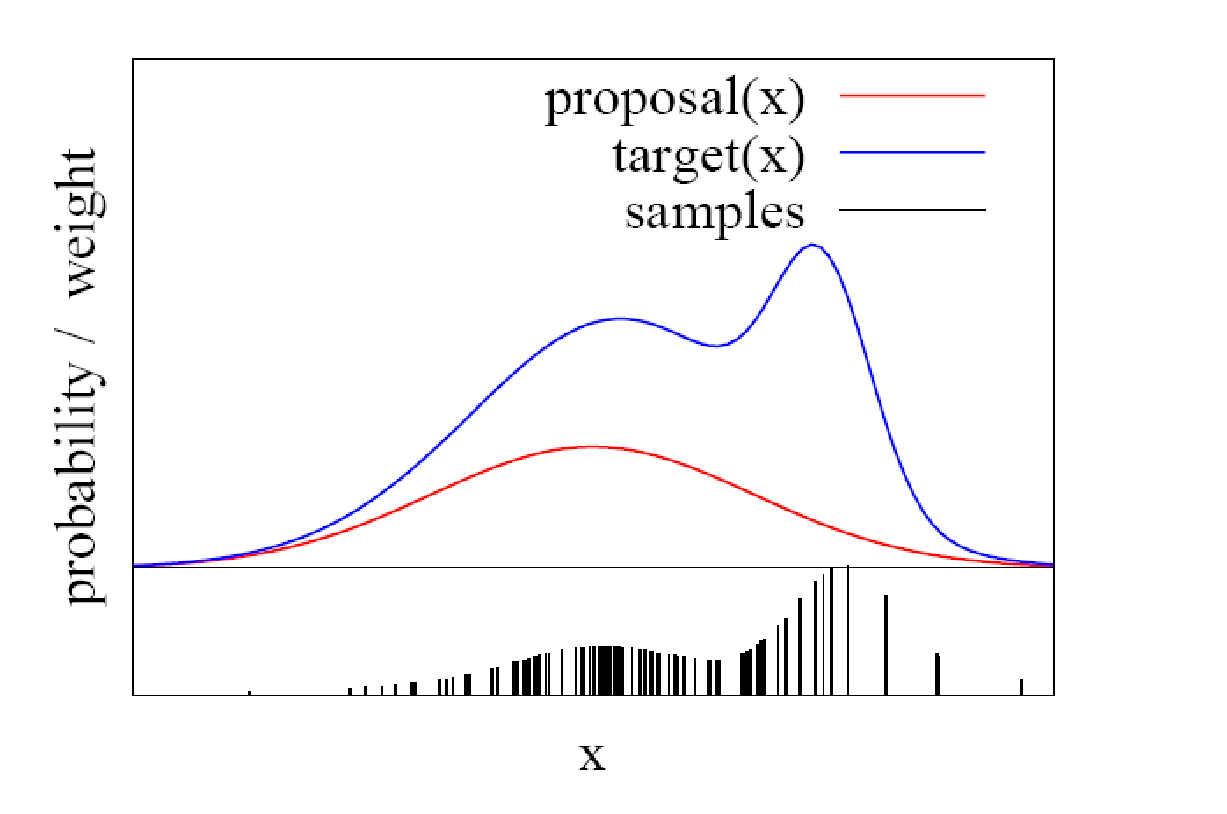 proposal(x)
target(x)
samples
probability / weight
x